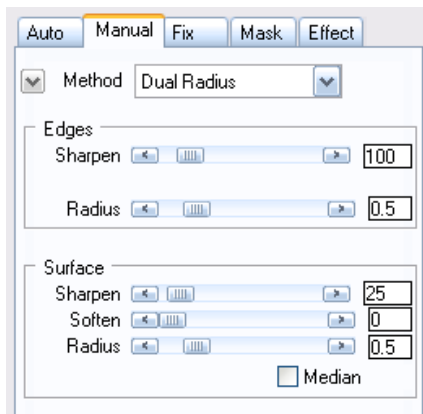 Auto Manual Fix Mask Effect
Method Dual Radius
Edges
Sharpen 100
Radius 0.5
Surface
Sharpen 25
Soften 0
Radius 0.5
Median